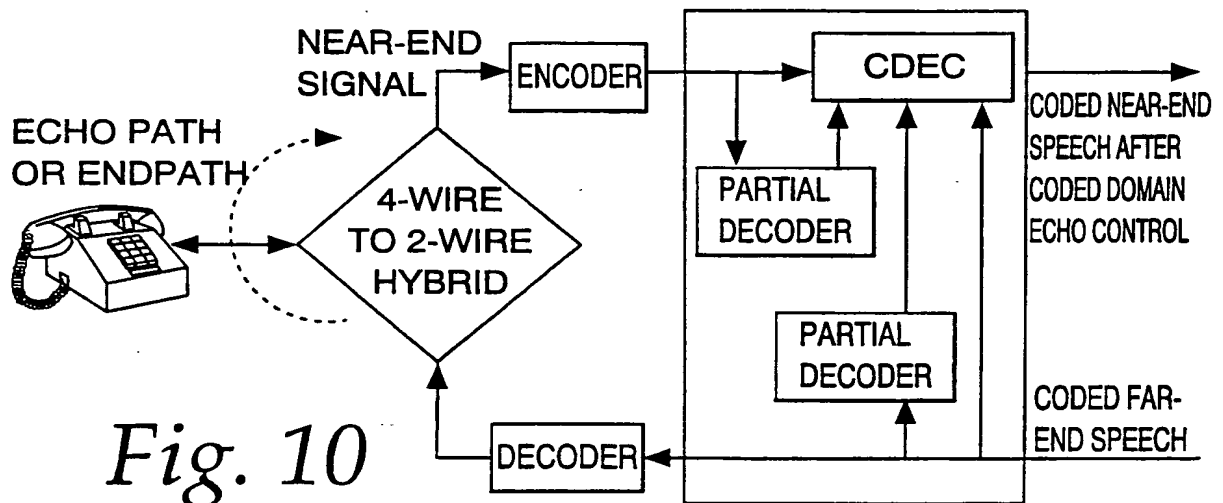 NEAR-END
SIGNAL
ENCODER
CDEC
ECHO PATH
OR ENDPATH
CODED NEAR-
END SPEECH AFTER
CODED DOMAIN
ECHO CONTROL
PARTIAL
DECODER
4-WIRE
TO 2-WIRE
HYBRID
PARTIAL
DECODER
CODED FAR-
END SPEECH
DECODER
Fig. 10